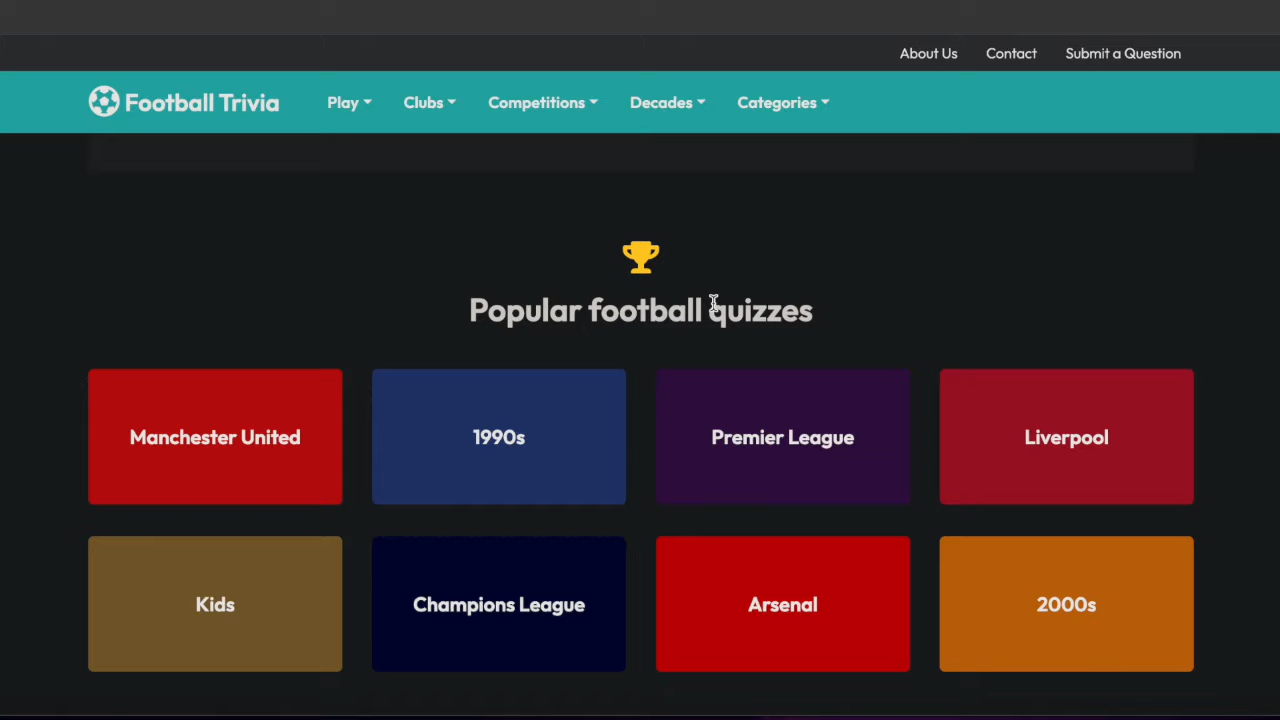 About Us Contact Submit a Question
Football Trivia Play Clubs Competitions Decades Categories
Popular football quizzes
Manchester United 1990s Premier League Liverpool
Kids Champions League Arsenal 2000s